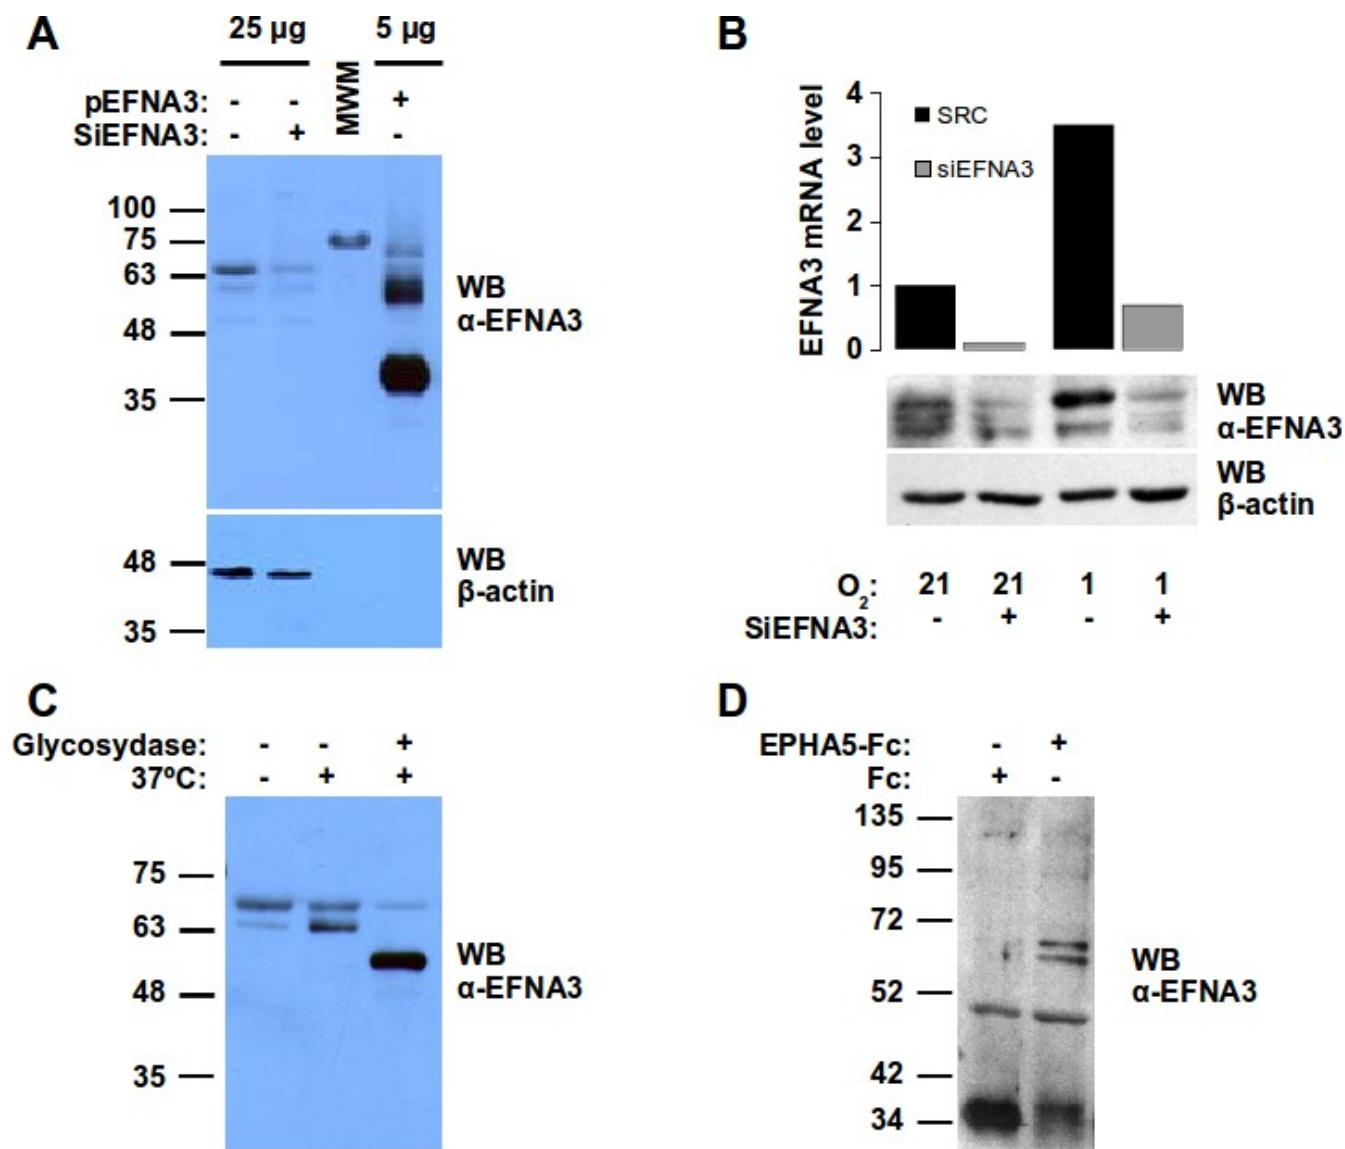 A
25 µg 5 µg
pEFNA3: - - MWM +
SiEFNA3: - + -
100
75
63
48
35
WB
α-EFNA3
48
35
WB
β-actin
B
EFNA3 mRNA level
4
3
2
1
0
SRC
siEFNA3
WB
α-EFNA3
WB
β-actin
O2: 21 21 1 1
SiEFNA3: - + - +
C
Glycosydase: - - +
37ºC: - + +
75
63
48
35
WB
α-EFNA3
D
EPHA5-Fc: - +
Fc: + -
135
95
72
52
42
34
WB
α-EFNA3